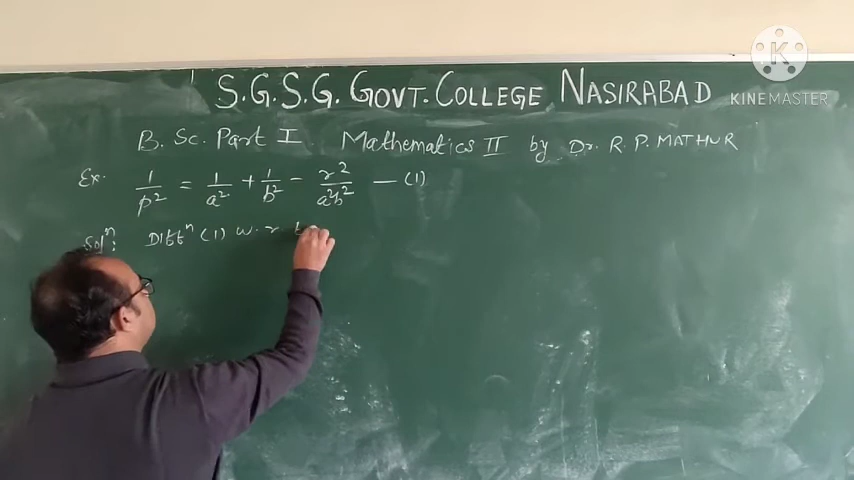 S.G.S.G. GOVT. COLLEGE NASIRABAD
K
KINEMASTER
B. Sc. Part I Mathematics II by Dr. R. P. MATHUR
Ex. 1/p² = 1/a² + 1/b² - r²/a²b² — (1)
Solⁿ: Diffⁿ (1) w. r. t